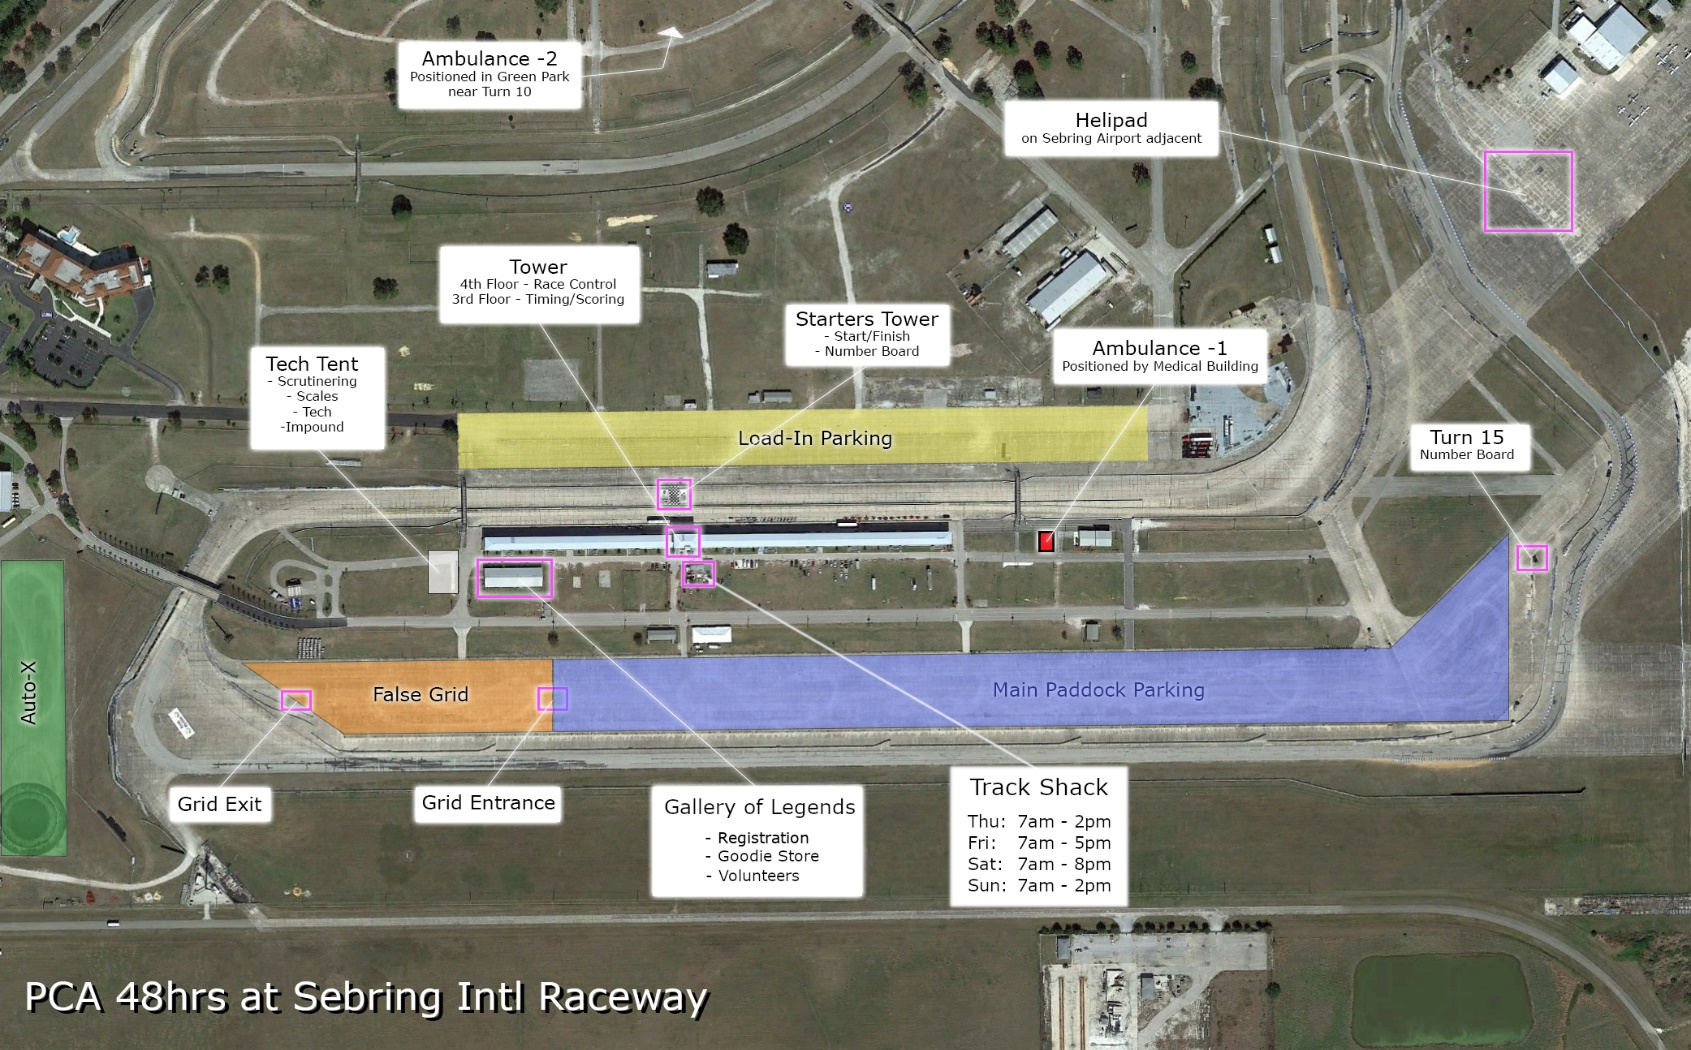 Ambulance -2
Positioned in Green Park
near Turn 10
Helipad
on Sebring Airport adjacent
Tower
4th Floor - Race Control
3rd Floor - Timing/Scoring
Starters Tower
- Start/Finish
- Number Board
Ambulance -1
Positioned by Medical Building
Tech Tent
- Scrutinering
- Scales
- Tech
-Impound
Load-In Parking
Turn 15
Number Board
Auto-X
False Grid
Main Paddock Parking
Grid Exit
Grid Entrance
Gallery of Legends
- Registration
- Goodie Store
- Volunteers
Track Shack
Thu: 7am - 2pm
Fri: 7am - 5pm
Sat: 7am - 8pm
Sun: 7am - 2pm
PCA 48hrs at Sebring Intl Raceway